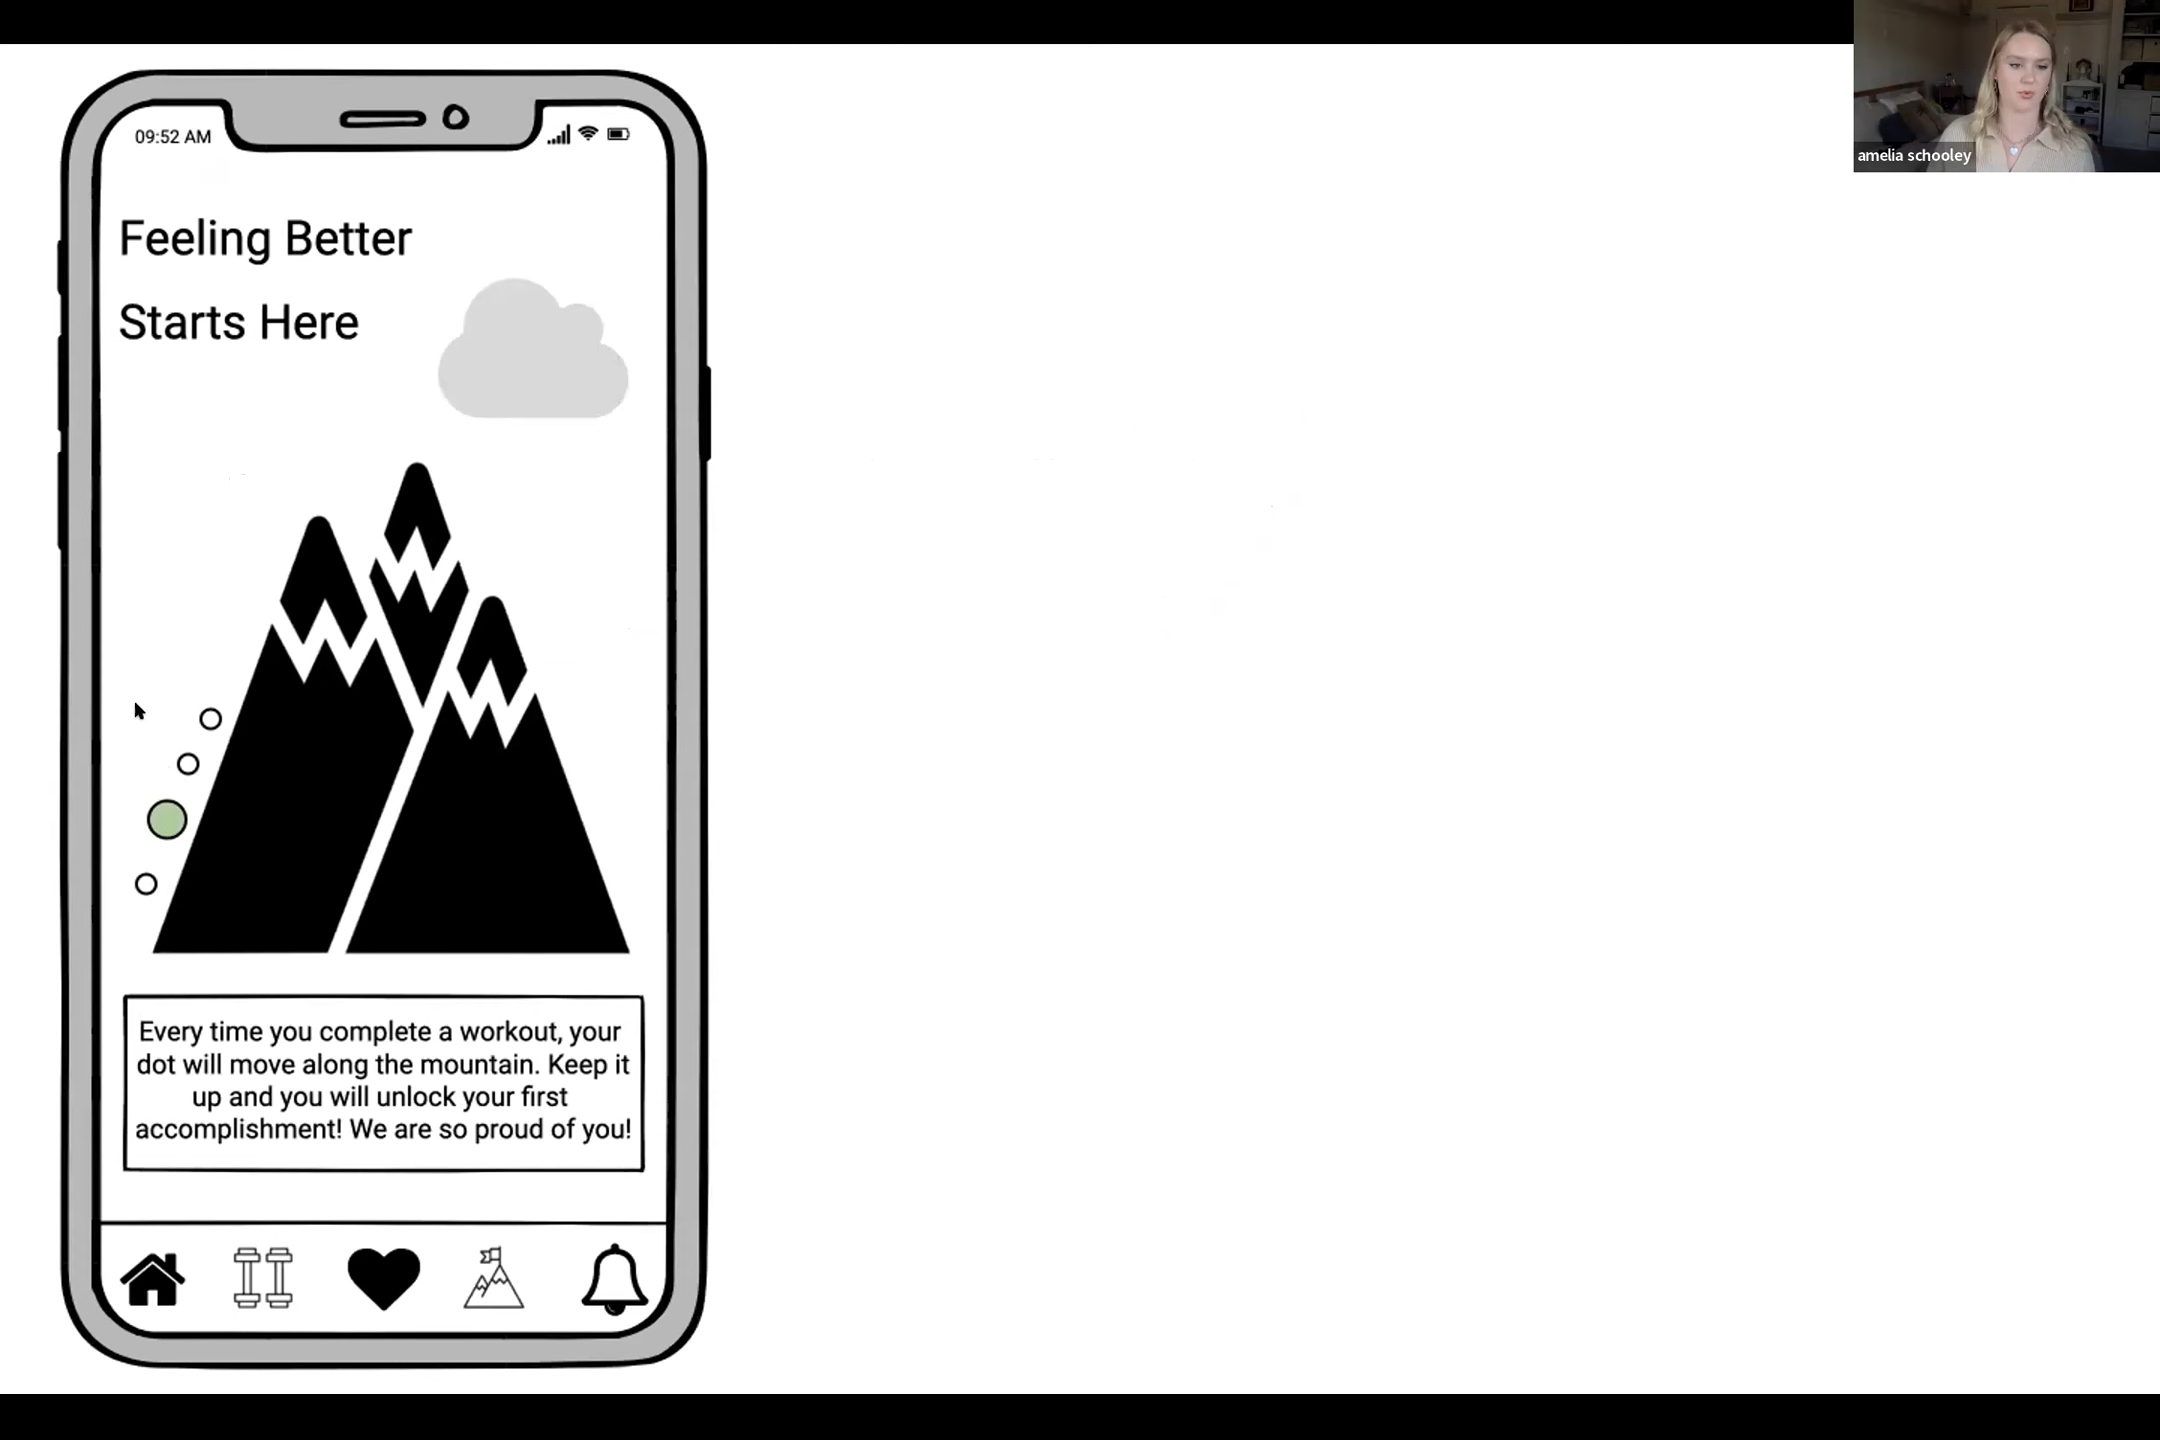 amelia schooley
09:52 AM
Feeling Better
Starts Here
Every time you complete a workout, your
dot will move along the mountain. Keep it
up and you will unlock your first
accomplishment! We are so proud of you!